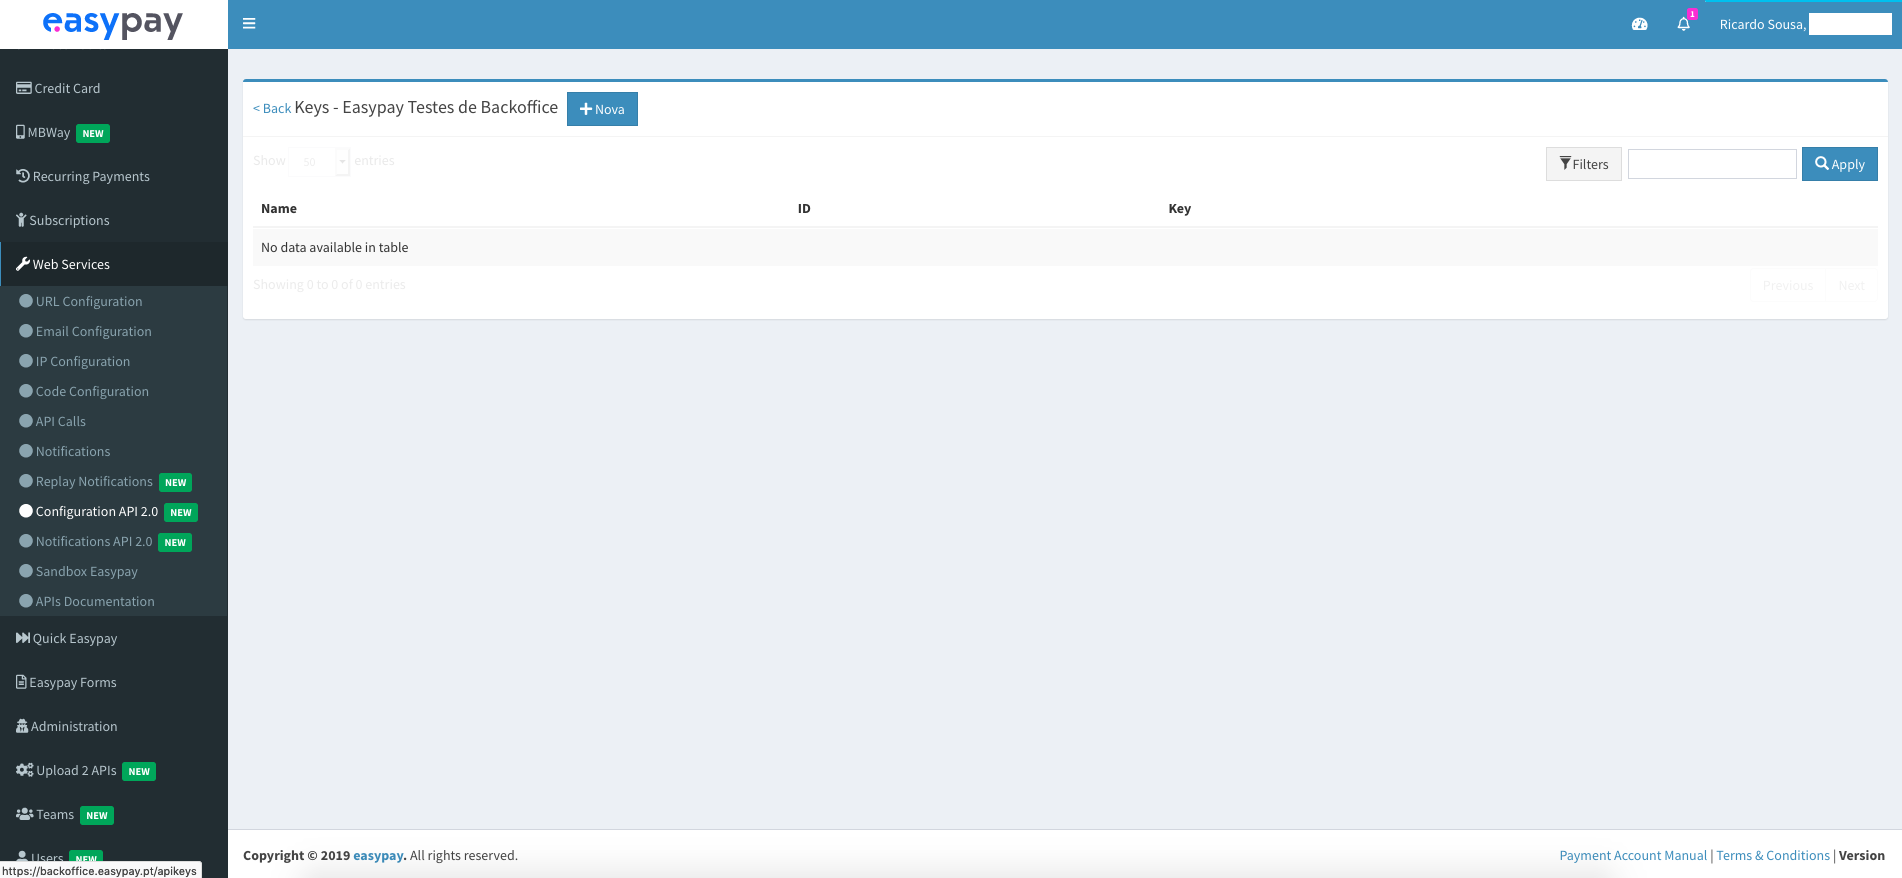 easypay
Ricardo Sousa,
1
Credit Card
MBWay NEW
Recurring Payments
Subscriptions
Web Services
URL Configuration
Email Configuration
IP Configuration
Code Configuration
API Calls
Notifications
Replay Notifications NEW
Configuration API 2.0 NEW
Notifications API 2.0 NEW
Sandbox Easypay
APIs Documentation
Quick Easypay
Easypay Forms
Administration
Upload 2 APIs NEW
Teams NEW
Users NEW
https://backoffice.easypay.pt/apikeys
< Back Keys - Easypay Testes de Backoffice Nova
Show 50 entries
Filters Apply
Name ID Key
No data available in table
Showing 0 to 0 of 0 entries
Previous Next
Copyright © 2019 easypay. All rights reserved.
Payment Account Manual | Terms & Conditions | Version